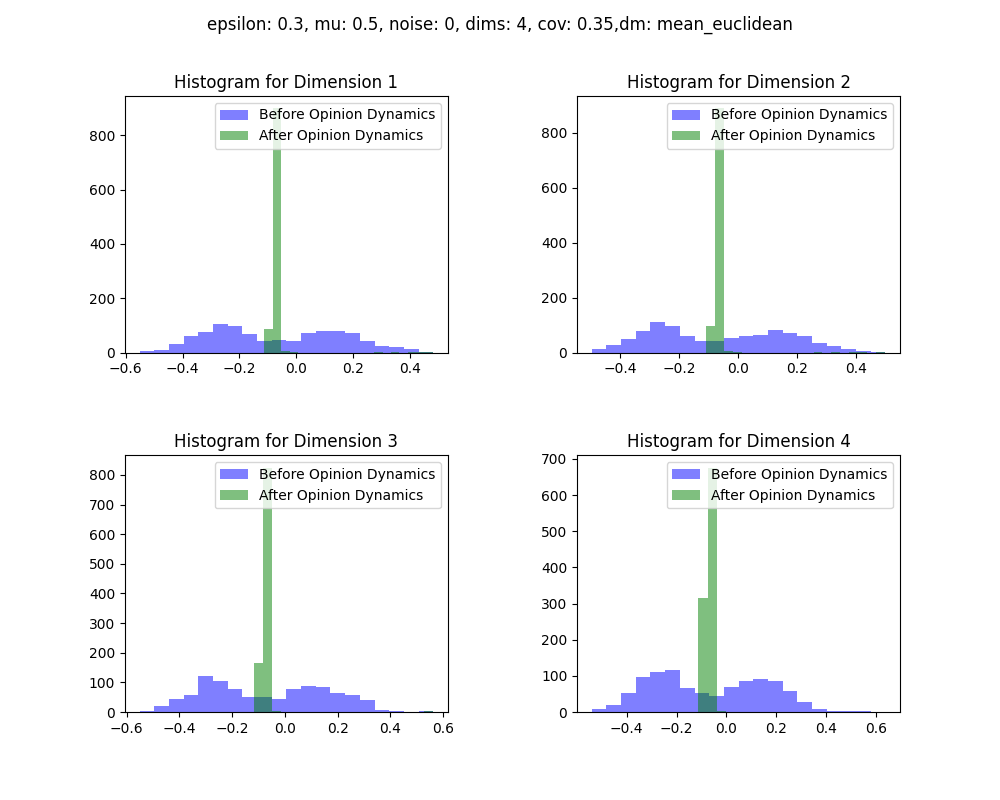 epsilon: 0.3, mu: 0.5, noise: 0, dims: 4, cov: 0.35,dm: mean_euclidean
Histogram for Dimension 1
Before Opinion Dynamics
After Opinion Dynamics
800
600
400
200
0
−0.6 −0.4 −0.2 0.0 0.2 0.4
Histogram for Dimension 2
Before Opinion Dynamics
After Opinion Dynamics
800
600
400
200
0
−0.4 −0.2 0.0 0.2 0.4
Histogram for Dimension 3
Before Opinion Dynamics
After Opinion Dynamics
800
700
600
500
400
300
200
100
0
−0.6 −0.4 −0.2 0.0 0.2 0.4 0.6
Histogram for Dimension 4
Before Opinion Dynamics
After Opinion Dynamics
700
600
500
400
300
200
100
0
−0.4 −0.2 0.0 0.2 0.4 0.6